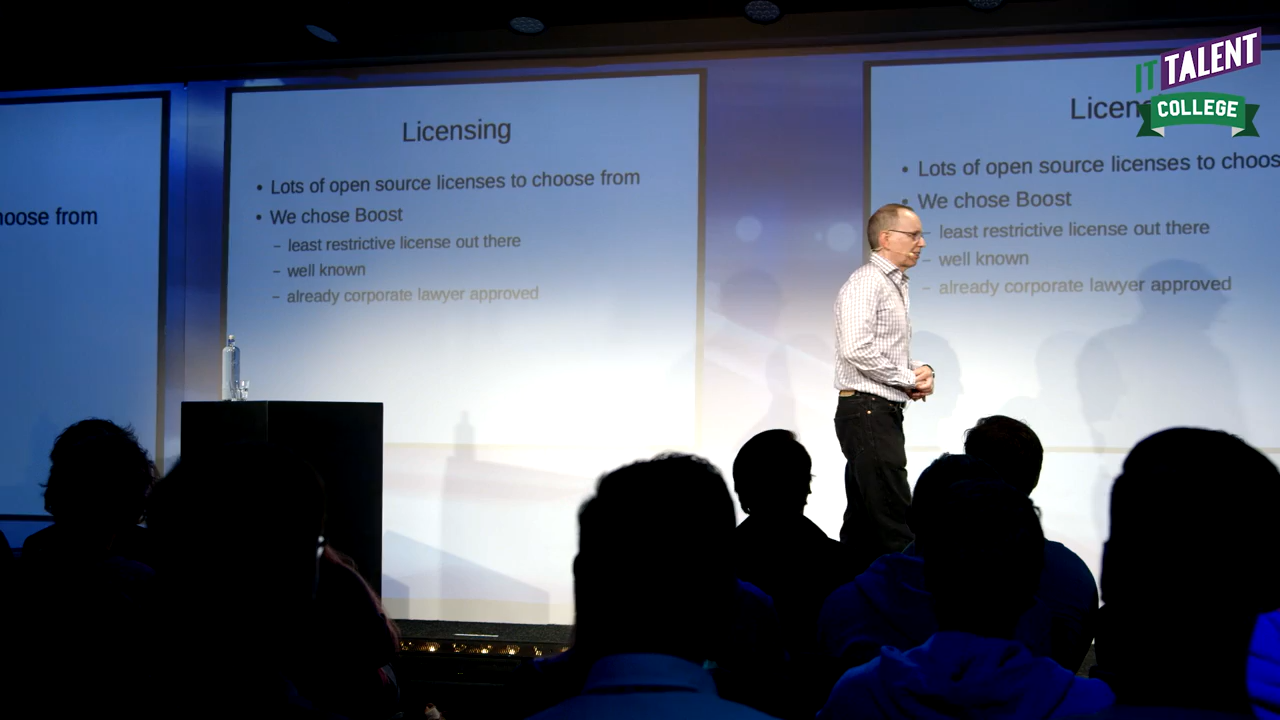 IT TALENT
COLLEGE
hoose from
Licensing
• Lots of open source licenses to choose from
• We chose Boost
– least restrictive license out there
– well known
– already corporate lawyer approved
Licen
• Lots of open source licenses to choos
• We chose Boost
– least restrictive license out there
– well known
– already corporate lawyer approved